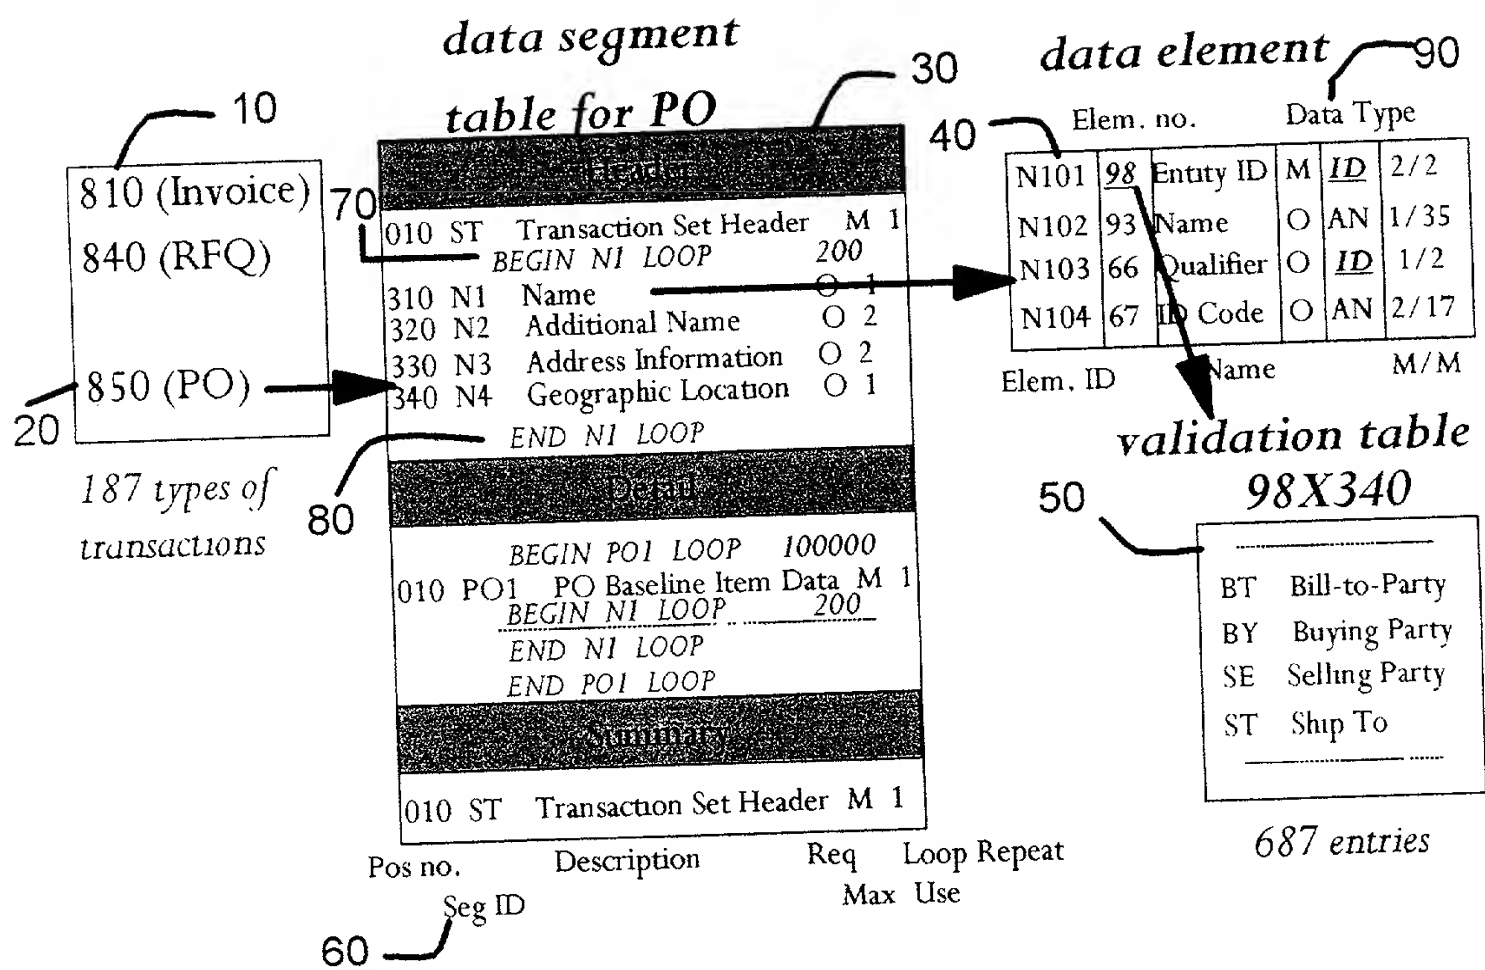 data segment
table for PO
10
810 (Invoice)
840 (RFQ)
850 (PO)
20
187 types of
transactions
30
Header
70
010 ST Transaction Set Header M 1
BEGIN N1 LOOP 200
310 N1 Name O 1
320 N2 Additional Name O 2
330 N3 Address Information O 2
340 N4 Geographic Location O 1
END N1 LOOP
80
Detail
BEGIN PO1 LOOP 100000
010 PO1 PO Baseline Item Data M 1
BEGIN N1 LOOP 200
END N1 LOOP
END PO1 LOOP
Summary
010 ST Transaction Set Header M 1
Pos no. Description Req Loop Repeat
Seg ID Max Use
60
data element 90
Elem. no. Data Type
40
N101 98 Entity ID M ID 2/2
N102 93 Name O AN 1/35
N103 66 Qualifier O ID 1/2
N104 67 ID Code O AN 2/17
Elem. ID Name M/M
validation table
98X340
50
BT Bill-to-Party
BY Buying Party
SE Selling Party
ST Ship To
687 entries